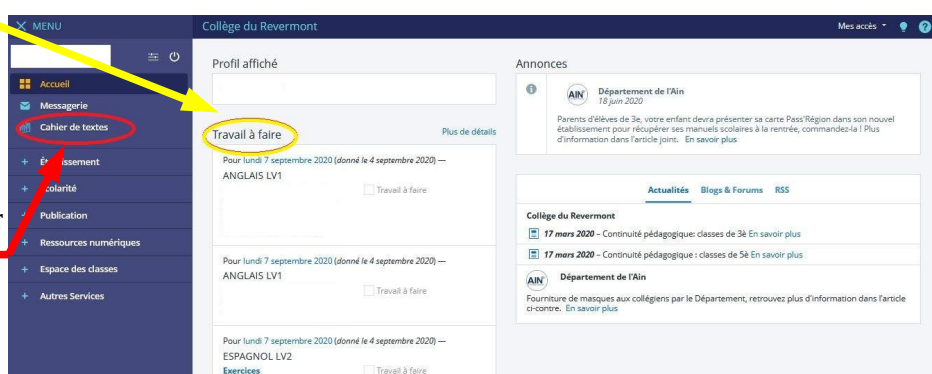 MENU
Collège du Revermont
Mes accès
?
Accueil
Messagerie
Cahier de textes
Établissement
Scolarité
Publication
Ressources numériques
Espace des classes
Autres Services
Profil affiché
Travail à faire
Plus de détails
Pour lundi 7 septembre 2020 (donné le 4 septembre 2020) —
ANGLAIS LV1
Travail à faire
Pour lundi 7 septembre 2020 (donné le 4 septembre 2020) —
ANGLAIS LV1
Travail à faire
Pour lundi 7 septembre 2020 (donné le 4 septembre 2020) —
ESPAGNOL LV2
Exercices
Travail à faire
Annonces
AIN
Département de l'Ain
18 juin 2020
Parents d'élèves de 3e, votre enfant devra présenter sa carte Pass'Région dans son nouvel
établissement pour récupérer ses manuels scolaires à la rentrée, commandez-la ! Plus
d'information dans l'article joint. En savoir plus
Actualités Blogs & Forums RSS
Collège du Revermont
17 mars 2020 – Continuité pédagogique: classes de 3è En savoir plus
17 mars 2020 – Continuité pédagogique : classes de 5è En savoir plus
AIN
Département de l'Ain
Fourniture de masques aux collégiens par le Département, retrouvez plus d'information dans l'article
ci-contre. En savoir plus